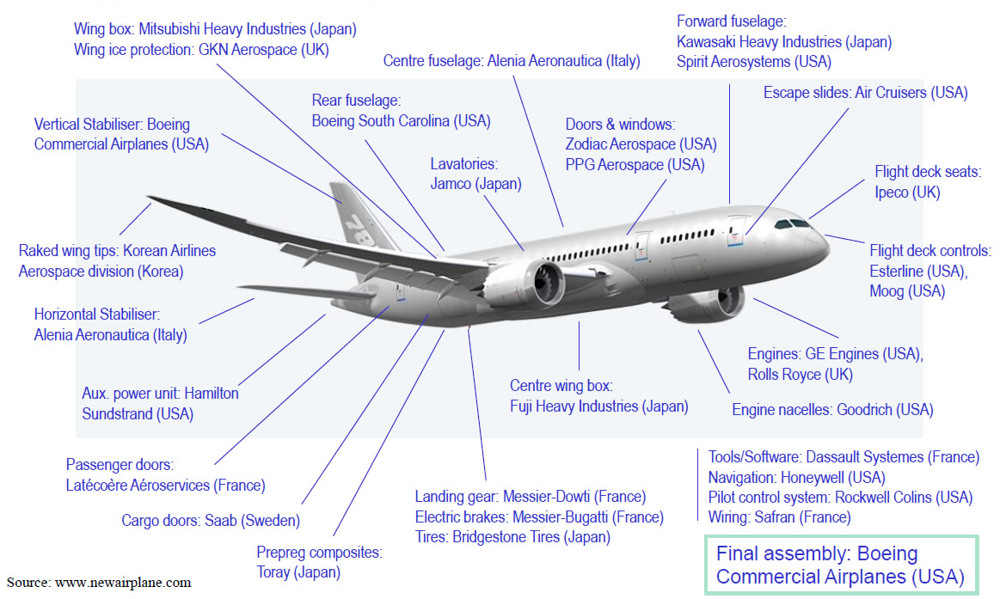 Wing box: Mitsubishi Heavy Industries (Japan)
Wing ice protection: GKN Aerospace (UK)
Centre fuselage: Alenia Aeronautica (Italy)
Forward fuselage:
Kawasaki Heavy Industries (Japan)
Spirit Aerosystems (USA)
Escape slides: Air Cruisers (USA)
Rear fuselage:
Boeing South Carolina (USA)
Vertical Stabiliser: Boeing
Commercial Airplanes (USA)
Doors & windows:
Zodiac Aerospace (USA)
PPG Aerospace (USA)
Lavatories:
Jamco (Japan)
Flight deck seats:
Ipeco (UK)
78
Raked wing tips: Korean Airlines
Aerospace division (Korea)
Flight deck controls:
Esterline (USA),
Moog (USA)
Horizontal Stabiliser:
Alenia Aeronautica (Italy)
Engines: GE Engines (USA),
Rolls Royce (UK)
Centre wing box:
Fuji Heavy Industries (Japan)
Aux. power unit: Hamilton
Sundstrand (USA)
Engine nacelles: Goodrich (USA)
Passenger doors:
Latécoère Aéroservices (France)
Cargo doors: Saab (Sweden)
Prepreg composites:
Toray (Japan)
Landing gear: Messier-Dowti (France)
Electric brakes: Messier-Bugatti (France)
Tires: Bridgestone Tires (Japan)
Tools/Software: Dassault Systemes (France)
Navigation: Honeywell (USA)
Pilot control system: Rockwell Colins (USA)
Wiring: Safran (France)
Final assembly: Boeing
Commercial Airplanes (USA)
Source: www.newairplane.com